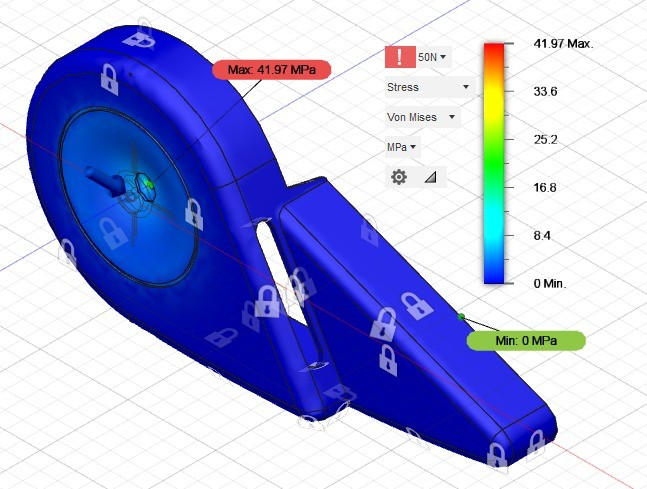 Max: 41.97 MPa
! 50N
Stress
Von Mises
MPa
41.97 Max.
33.6
25.2
16.8
8.4
0 Min.
Min: 0 MPa